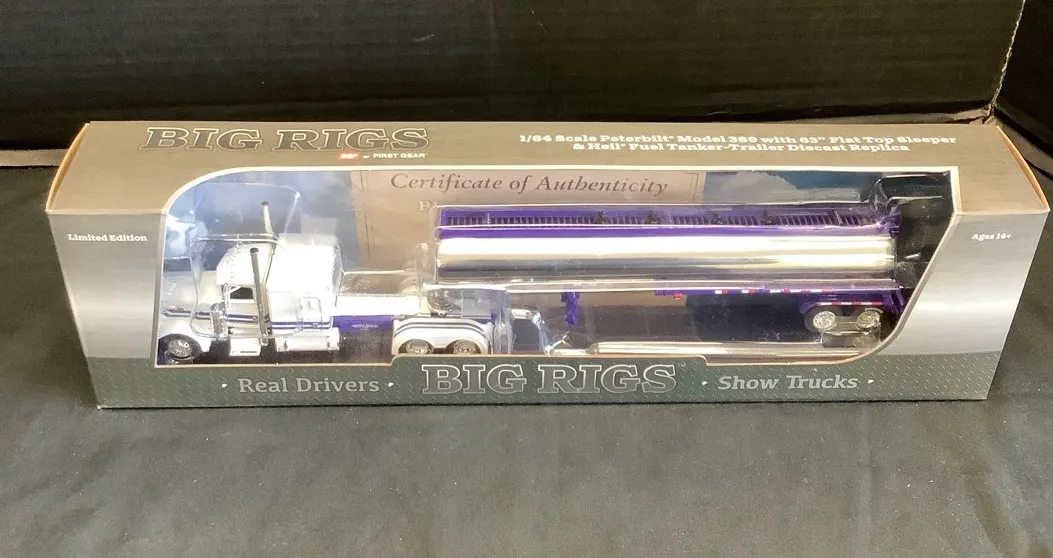 BIG RIGS
BY FIRST GEAR
1/64 Scale Peterbilt® Model 389 with 63" Flat Top Sleeper
& Heil® Fuel Tanker-Trailer Diecast Replica
Certificate of Authenticity
Limited Edition
Ages 14+
• Real Drivers • BIG RIGS™ • Show Trucks •